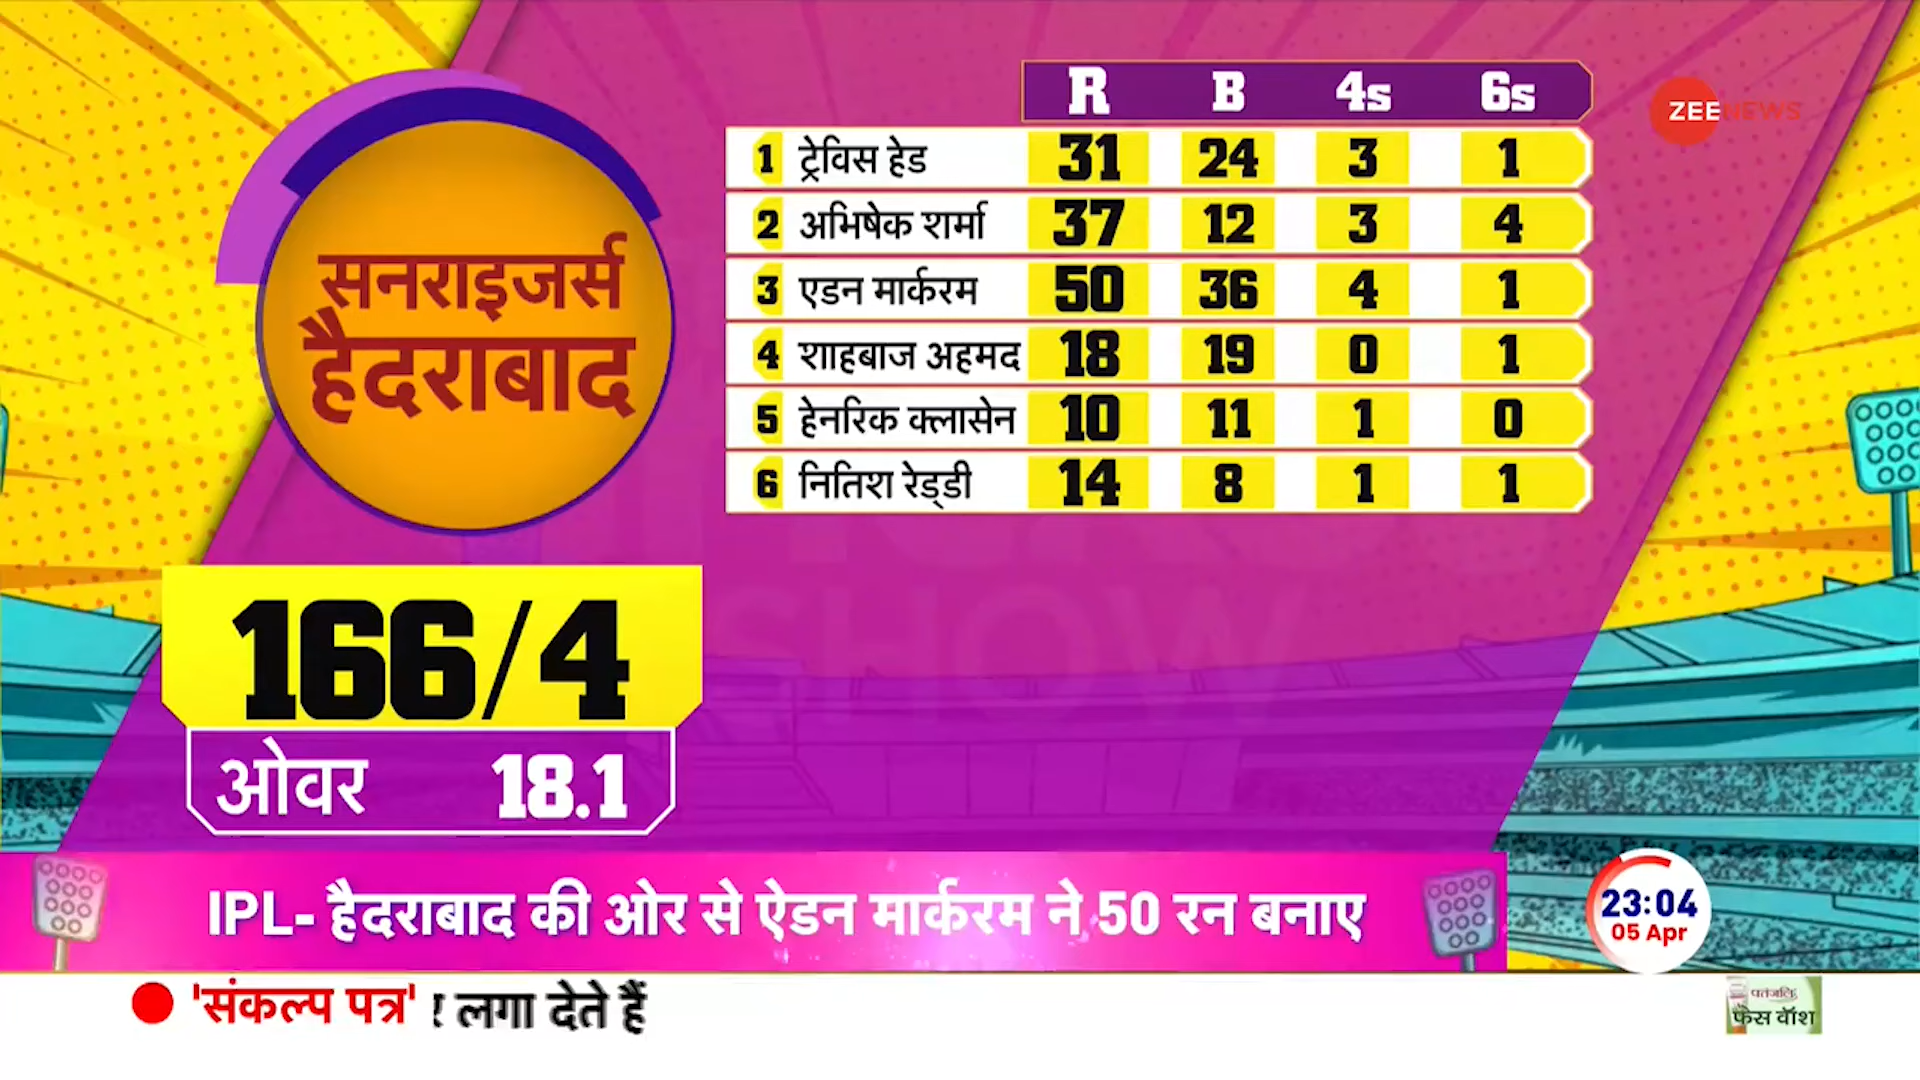 R B 4s 6s
ZEE NEWS
1 ट्रेविस हेड 31 24 3 1
2 अभिषेक शर्मा 37 12 3 4
3 एडन मार्करम 50 36 4 1
4 शाहबाज अहमद 18 19 0 1
5 हेनरिक क्लासेन 10 11 1 0
6 नितिश रेड्डी 14 8 1 1
सनराइजर्स
हैदराबाद
166/4
ओवर 18.1
SHOW
IPL- हैदराबाद की ओर से ऐडन मार्करम ने 50 रन बनाए
23:04
05 Apr
'संकल्प पत्र' लगा देते हैं
पतंजलि
फेस वॉश